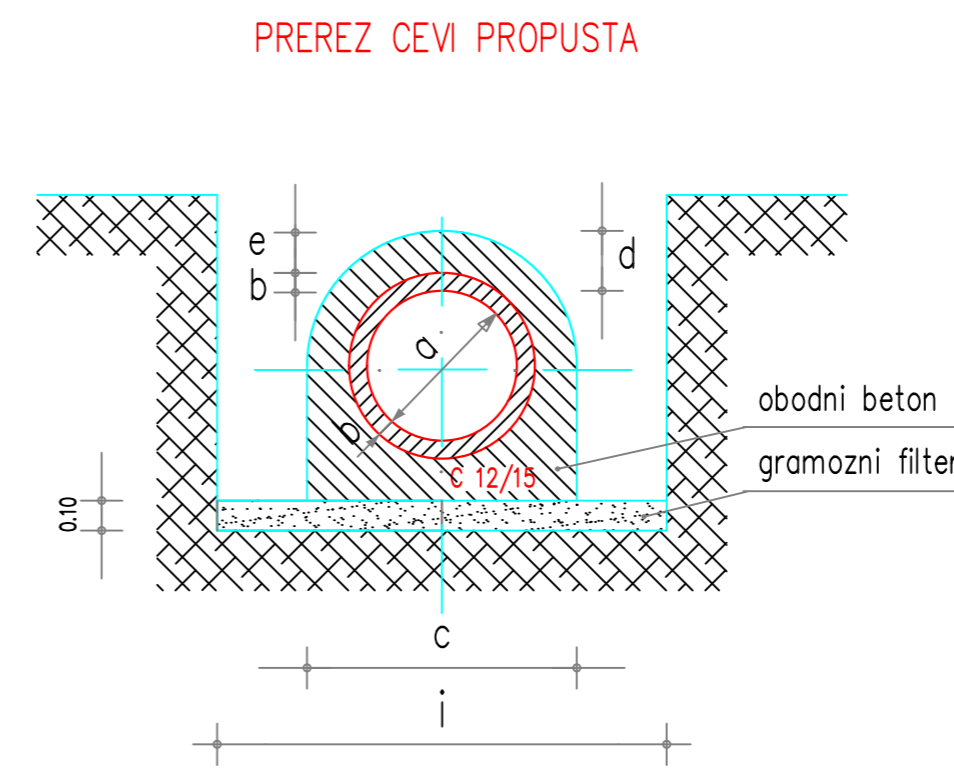 PREREZ CEVI PROPUSTA
e
d
b
a
b
obodni beton
gramozni filter
C 12/15
0.10
c
i